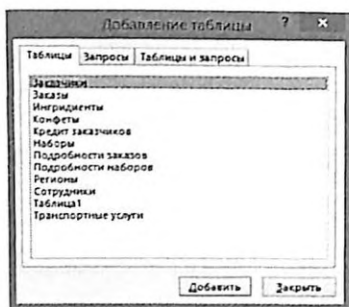 Добавление таблицы ? ×
Таблицы Запросы Таблицы и запросы
Заказчики
Заказы
Ингридиенты
Конфеты
Кредит заказчиков
Наборы
Подробности заказов
Подробности наборов
Регионы
Сотрудники
Таблица1
Транспортные услуги
Добавить Закрыть